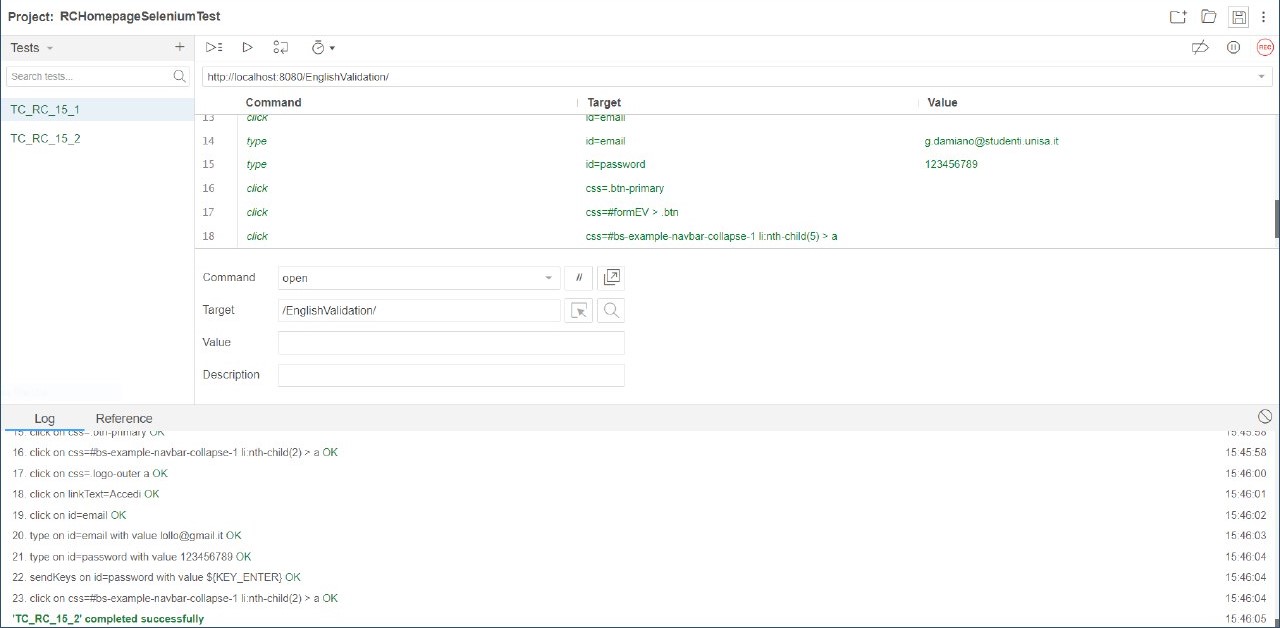 Project: RCHomepageSeleniumTest
Tests
REC
Search tests...
http://localhost:8080/EnglishValidation/
Command Target Value
TC_RC_15_1
TC_RC_15_2
13 click id=email
14 type id=email g.damiano@studenti.unisa.it
15 type id=password 123456789
16 click css=.btn-primary
17 click css=#formEV > .btn
18 click css=#bs-example-navbar-collapse-1 li:nth-child(5) > a
Command open //
Target /EnglishValidation/
Value
Description
Log Reference
15. click on css=.btn-primary OK 15:45:58
16. click on css=#bs-example-navbar-collapse-1 li:nth-child(2) > a OK 15:45:58
17. click on css=.logo-outer a OK 15:46:00
18. click on linkText=Accedi OK 15:46:01
19. click on id=email OK 15:46:02
20. type on id=email with value lollo@gmail.it OK 15:46:03
21. type on id=password with value 123456789 OK 15:46:04
22. sendKeys on id=password with value ${KEY_ENTER} OK 15:46:04
23. click on css=#bs-example-navbar-collapse-1 li:nth-child(2) > a OK 15:46:04
'TC_RC_15_2' completed successfully 15:46:05